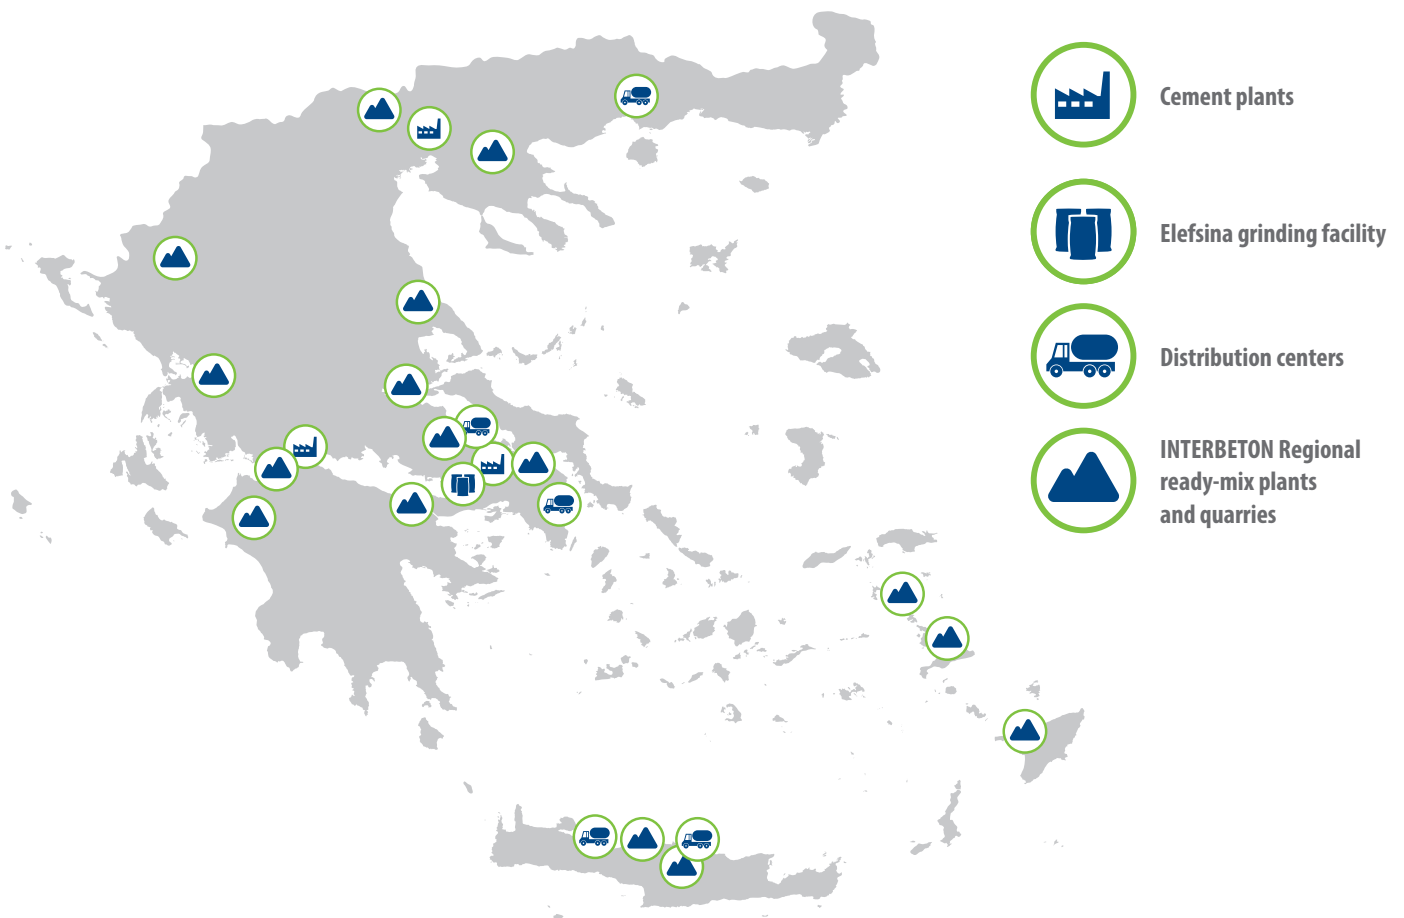 Cement plants
Elefsina grinding facility
Distribution centers
INTERBETON Regional
ready-mix plants
and quarries